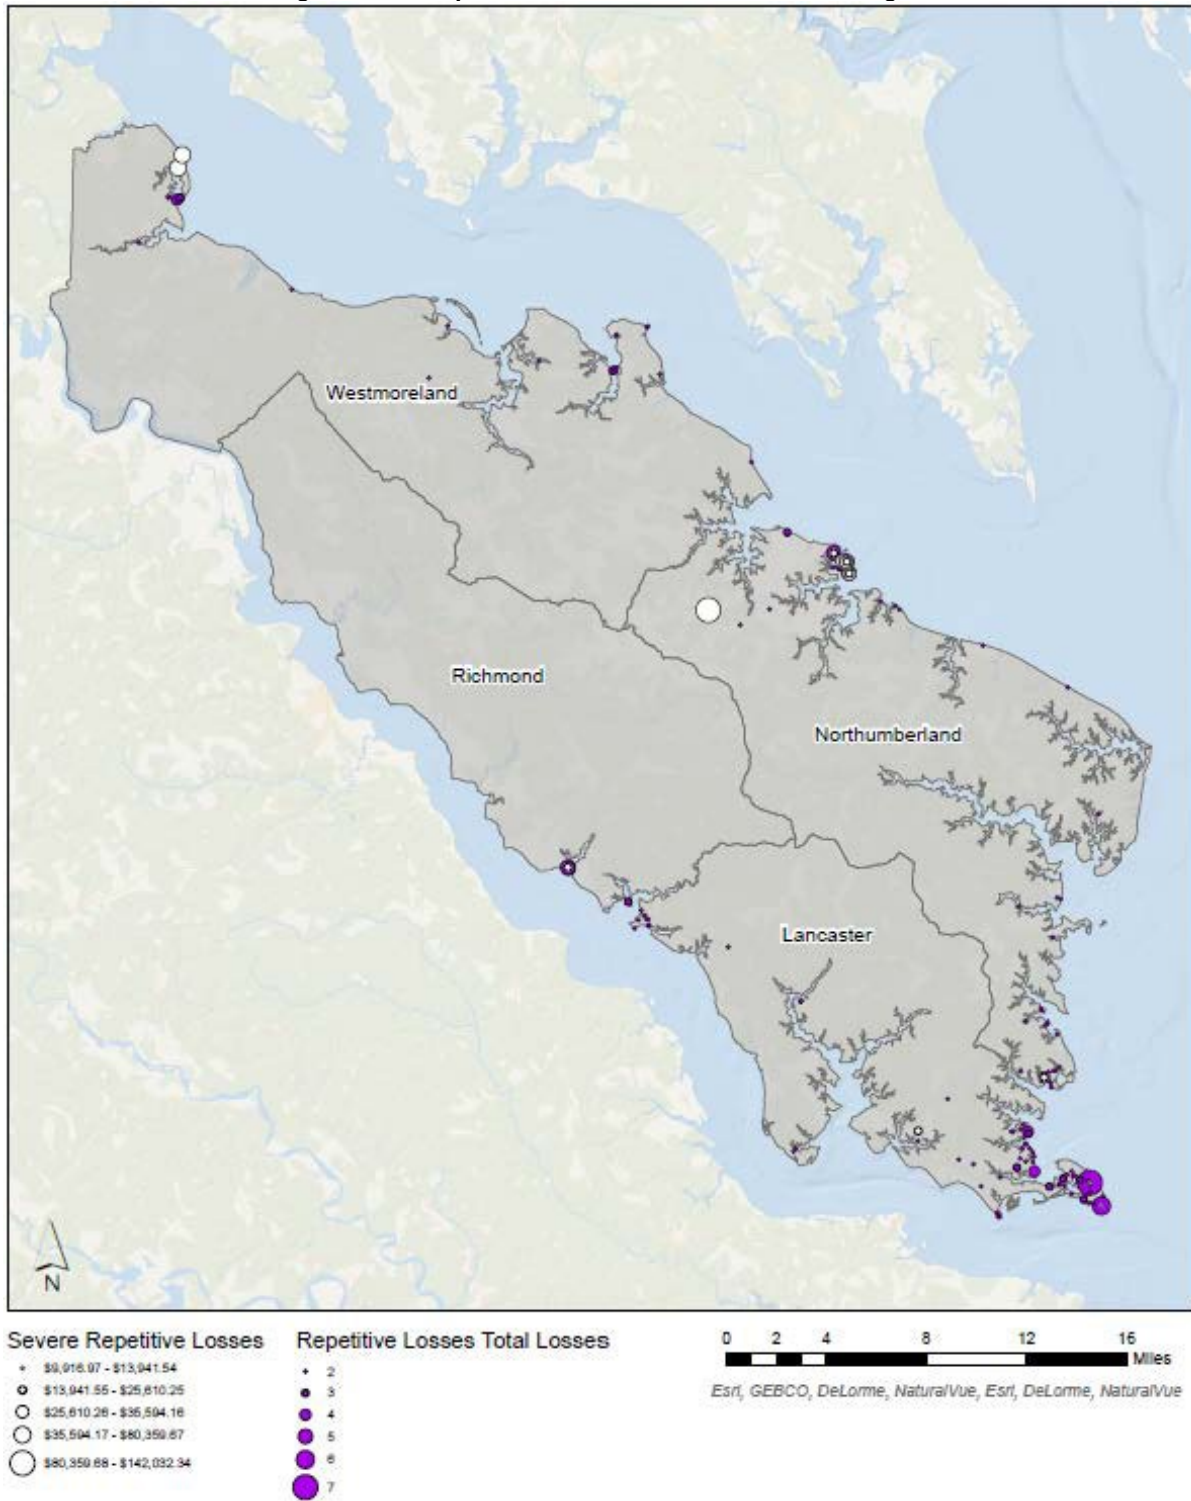 Westmoreland
Richmond
Northumberland
Lancaster
N
Severe Repetitive Losses
$9,916.97 - $13,941.54
$13,941.55 - $25,610.25
$25,610.26 - $35,594.16
$35,594.17 - $80,359.67
$80,359.68 - $142,032.34
Repetitive Losses Total Losses
2
3
4
5
6
7
0 2 4 8 12 16
Miles
Esri, GEBCO, DeLorme, NaturalVue, Esri, DeLorme, NaturalVue